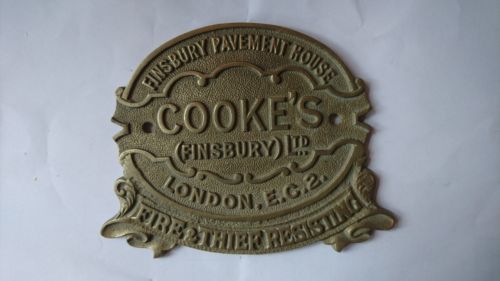 FINSBURY PAVEMENT HOUSE
COOKE'S
(FINSBURY) LTD
LONDON, E.C.2.
FIRE & THIEF RESISTING